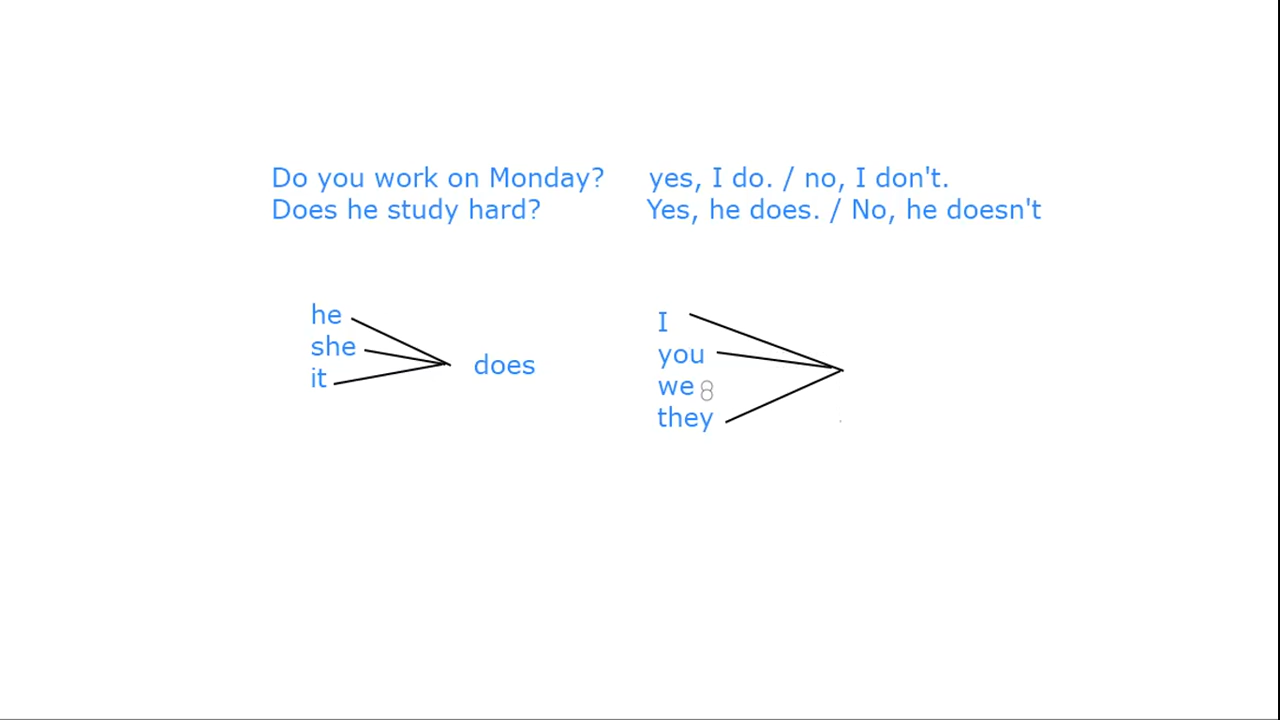 Do you work on Monday? yes, I do. / no, I don't.
Does he study hard? Yes, he does. / No, he doesn't
he
she
it
does
I
you
we
they